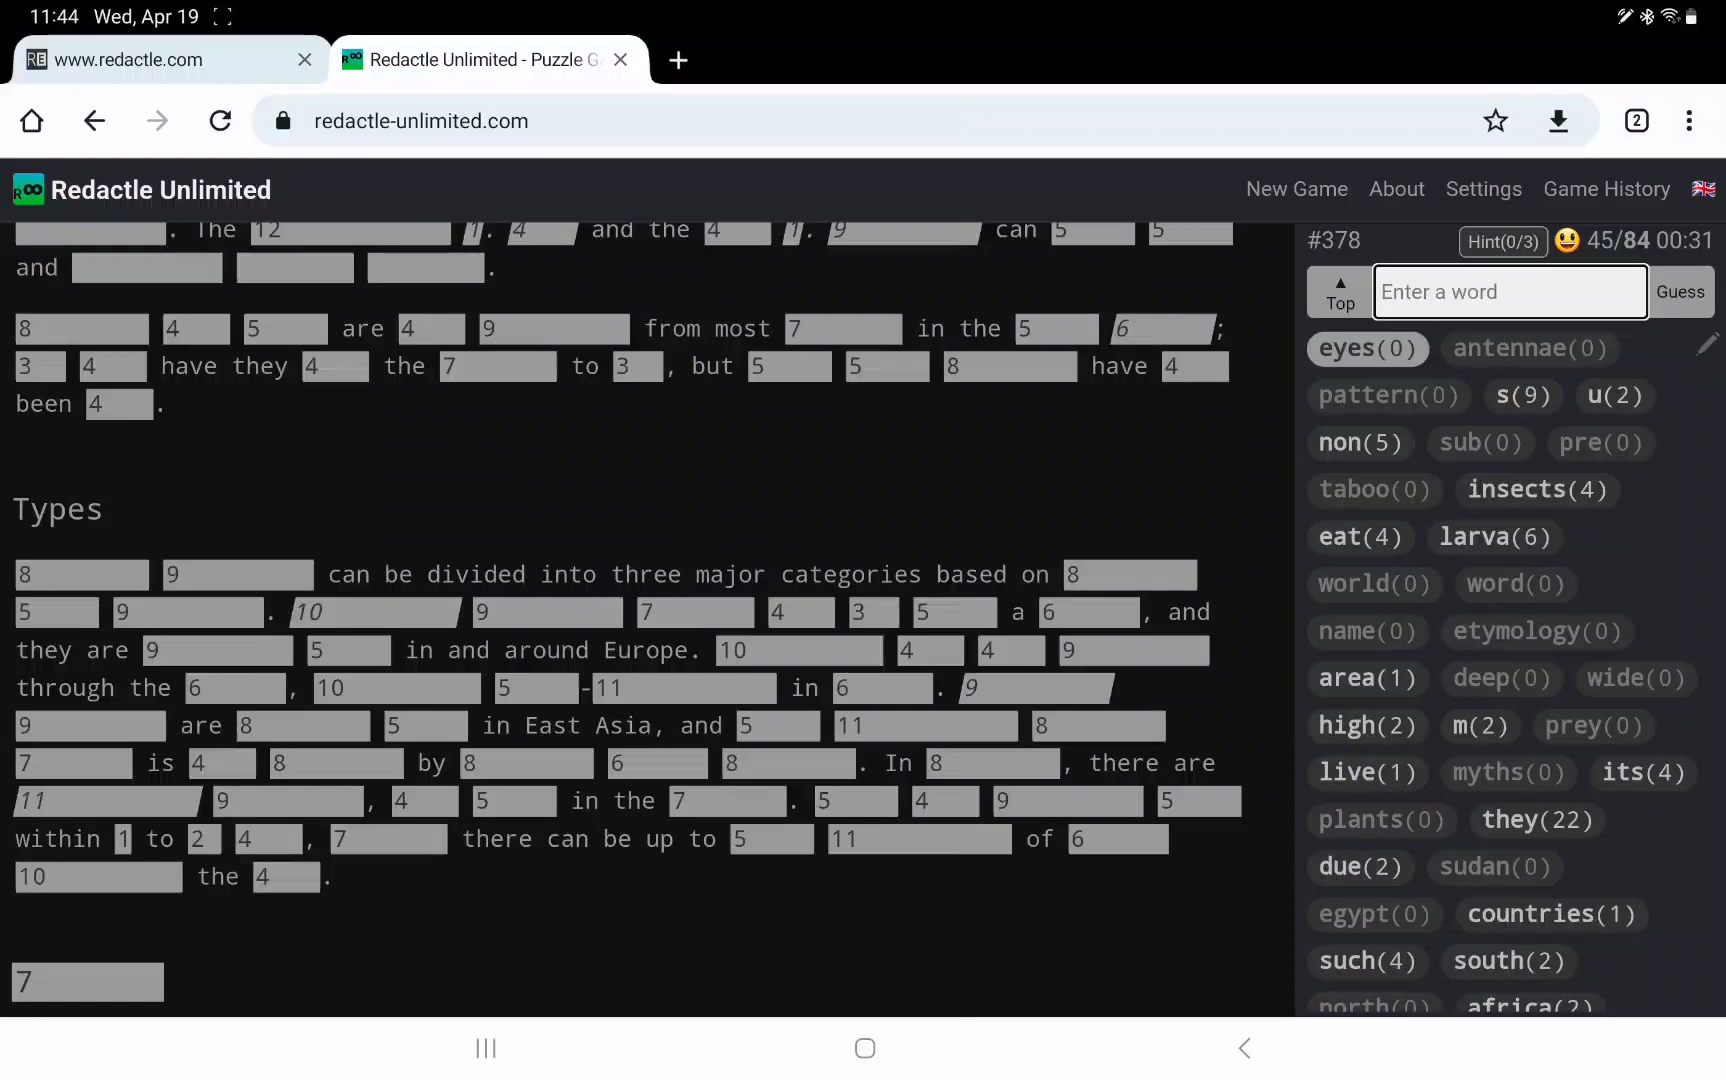 11:44 Wed, Apr 19
www.redactle.com
Redactle Unlimited - Puzzle G
redactle-unlimited.com
2
Redactle Unlimited
New Game About Settings Game History
. The 12 1. 4 and the 4 1. 9 can 5 5
and .
8 4 5 are 4 9 from most 7 in the 5 6;
3 4 have they 4 the 7 to 3, but 5 5 8 have 4
been 4.
Types
8 9 can be divided into three major categories based on 8
5 9. 10 9 7 4 3 5 a 6, and
they are 9 5 in and around Europe. 10 4 4 9
through the 6, 10 5-11 in 6. 9
9 are 8 5 in East Asia, and 5 11 8
7 is 4 8 by 8 6 8. In 8, there are
11 9, 4 5 in the 7. 5 4 9 5
within 1 to 2 4, 7 there can be up to 5 11 of 6
10 the 4.
7
#378 Hint(0/3) 45/84 00:31
Top Enter a word Guess
eyes(0) antennae(0)
pattern(0) s(9) u(2)
non(5) sub(0) pre(0)
taboo(0) insects(4)
eat(4) larva(6)
world(0) word(0)
name(0) etymology(0)
area(1) deep(0) wide(0)
high(2) m(2) prey(0)
live(1) myths(0) its(4)
plants(0) they(22)
due(2) sudan(0)
egypt(0) countries(1)
such(4) south(2)
north(0) africa(2)